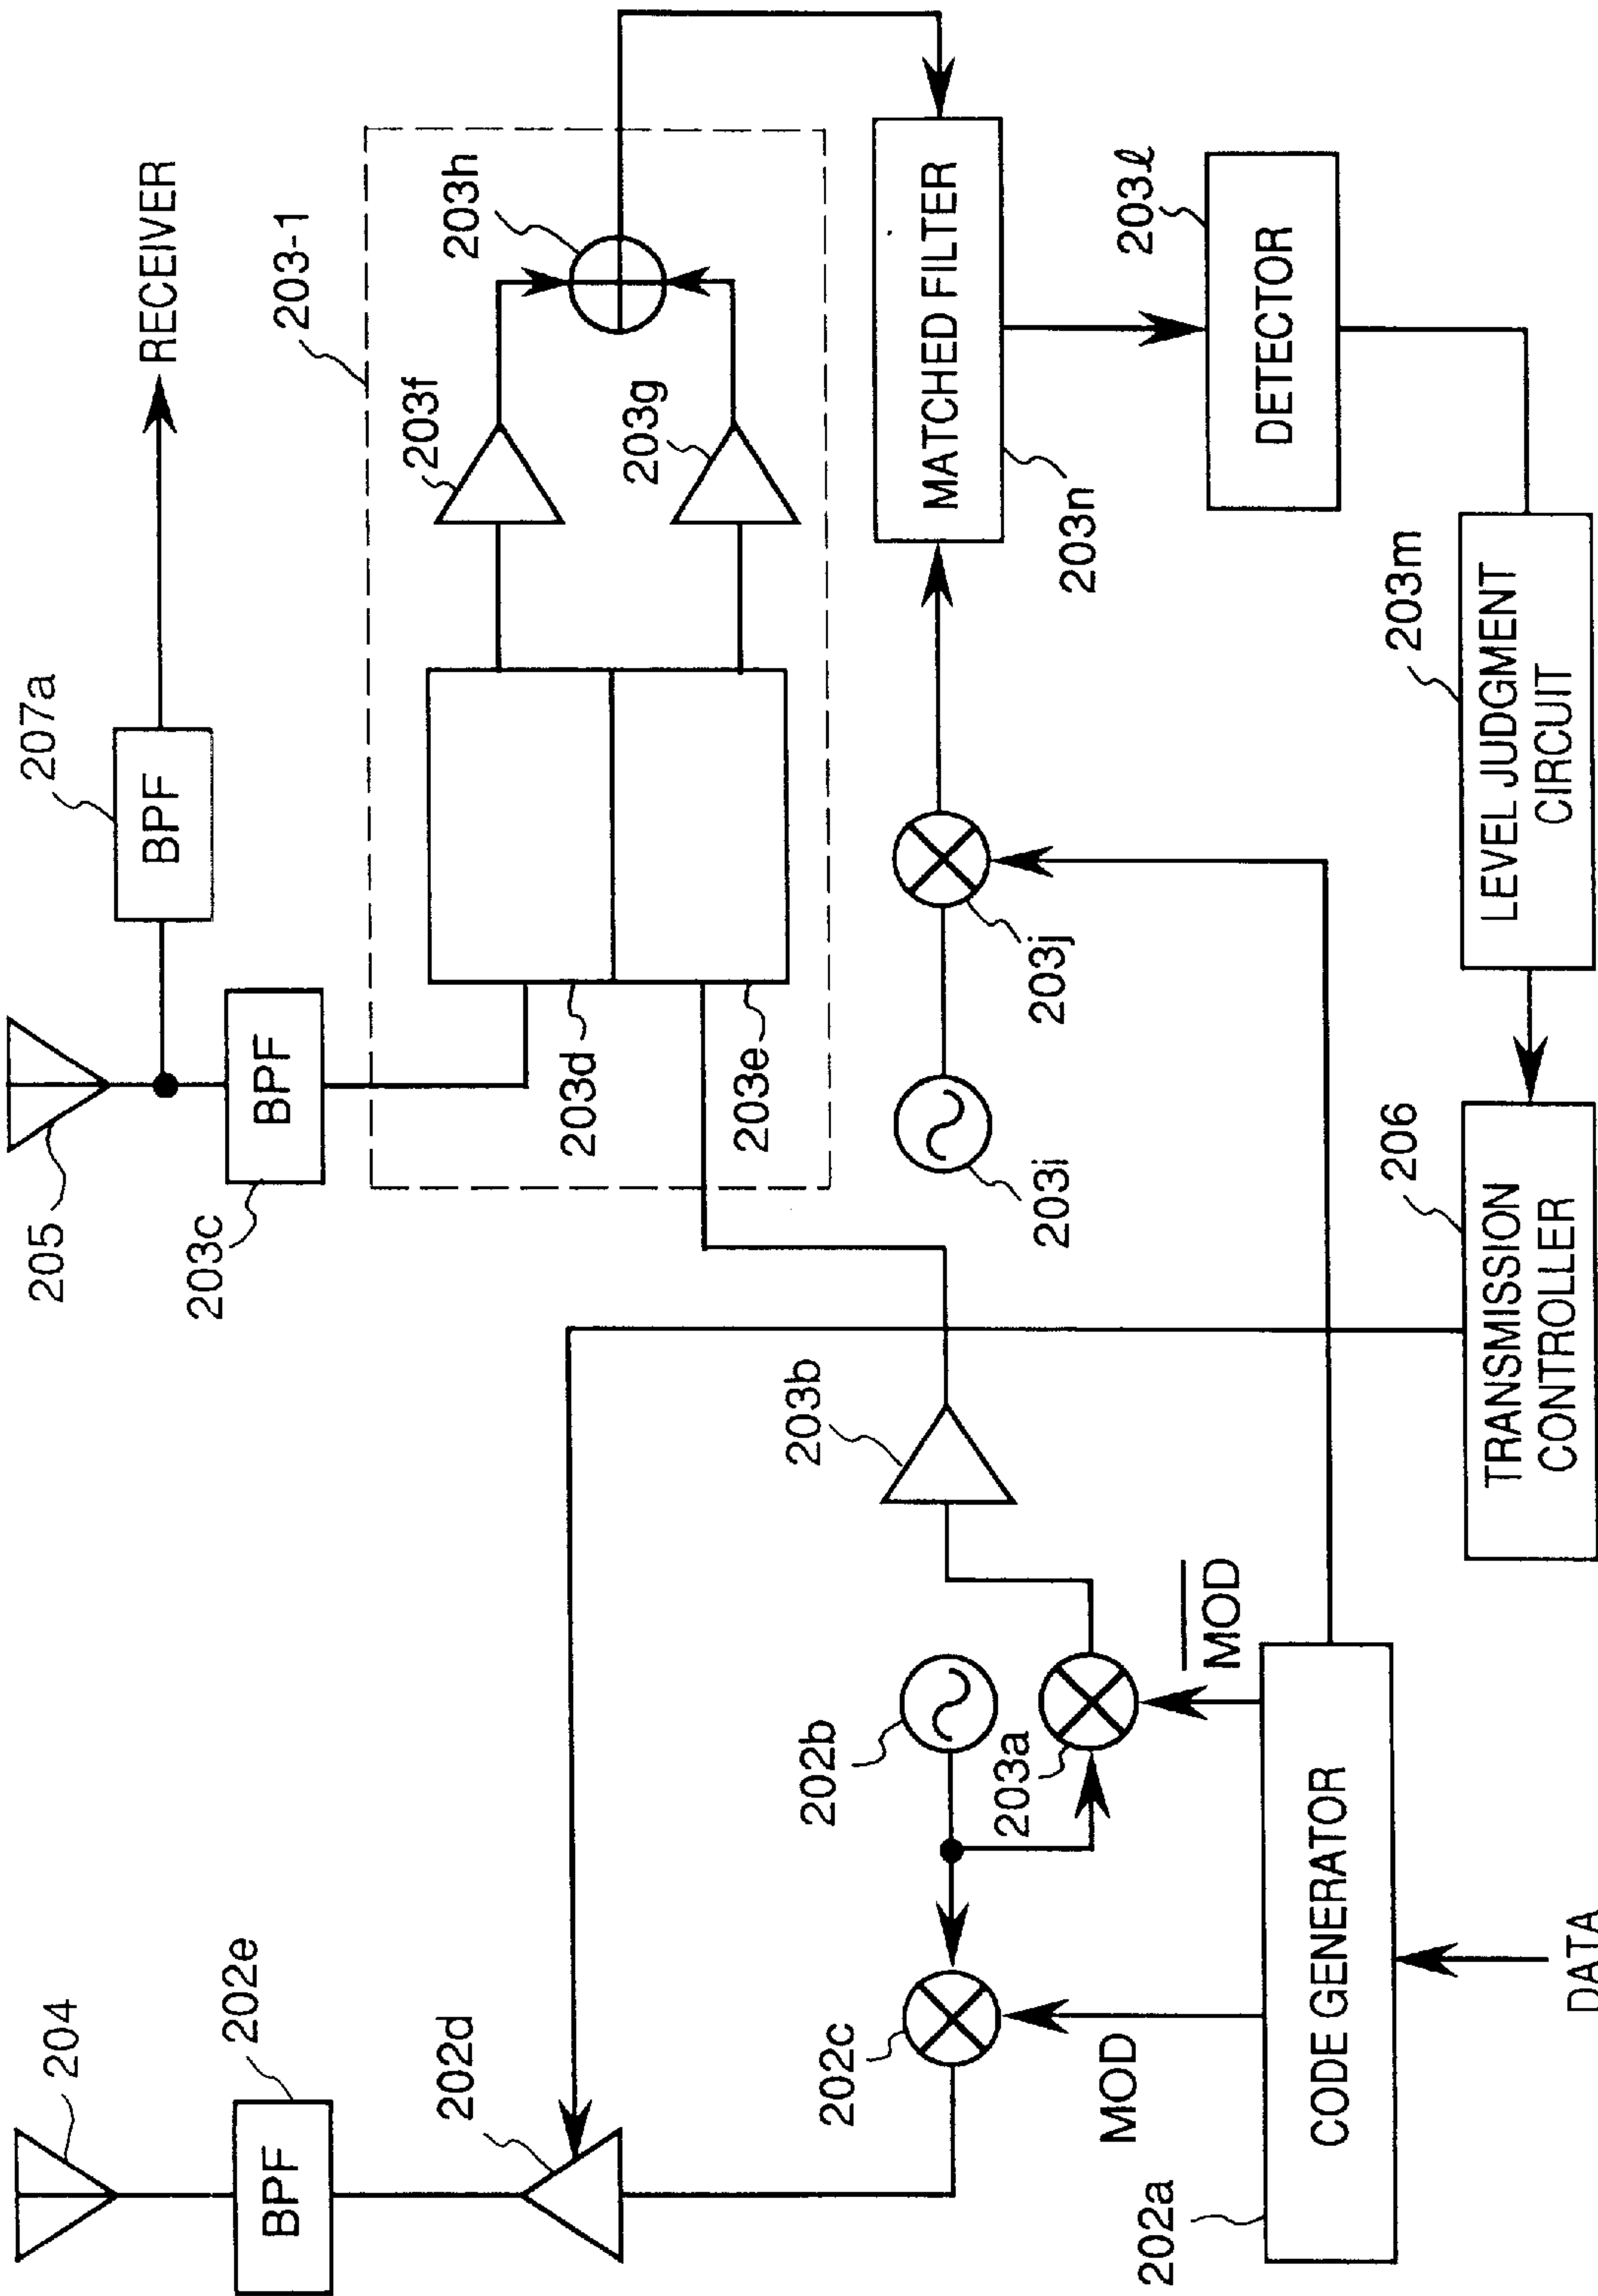 204
BPF
202e
202d
205
BPF
203c
207a
BPF
RECEIVER
203-1
203d
203e
203f
203g
203h
202b
202c
203a
203b
203i
203j
MATCHED FILTER
203n
DETECTOR
203ℓ
MOD
M̅O̅D̅
CODE GENERATOR
202a
DATA
TRANSMISSION
CONTROLLER
206
LEVEL JUDGMENT
CIRCUIT
203m